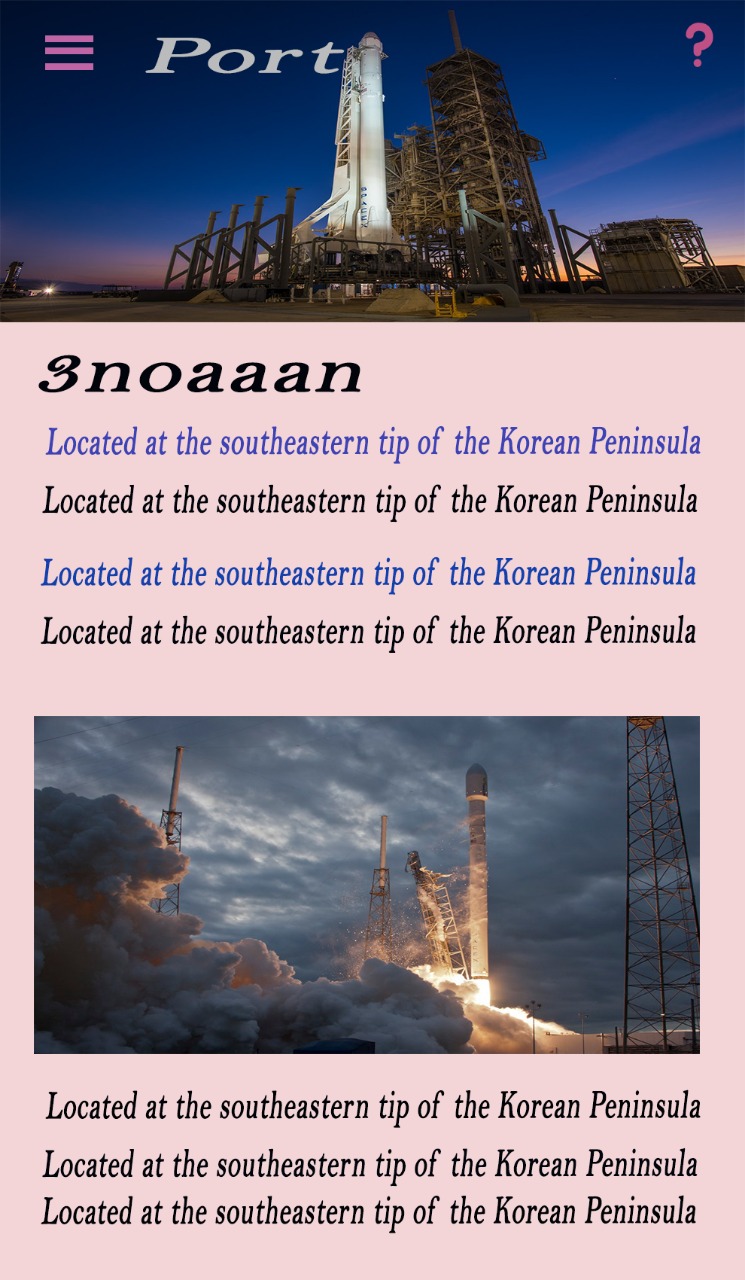 Port
?
SPACEX
3noaaan
Located at the southeastern tip of the Korean Peninsula
Located at the southeastern tip of the Korean Peninsula
Located at the southeastern tip of the Korean Peninsula
Located at the southeastern tip of the Korean Peninsula
Located at the southeastern tip of the Korean Peninsula
Located at the southeastern tip of the Korean Peninsula
Located at the southeastern tip of the Korean Peninsula